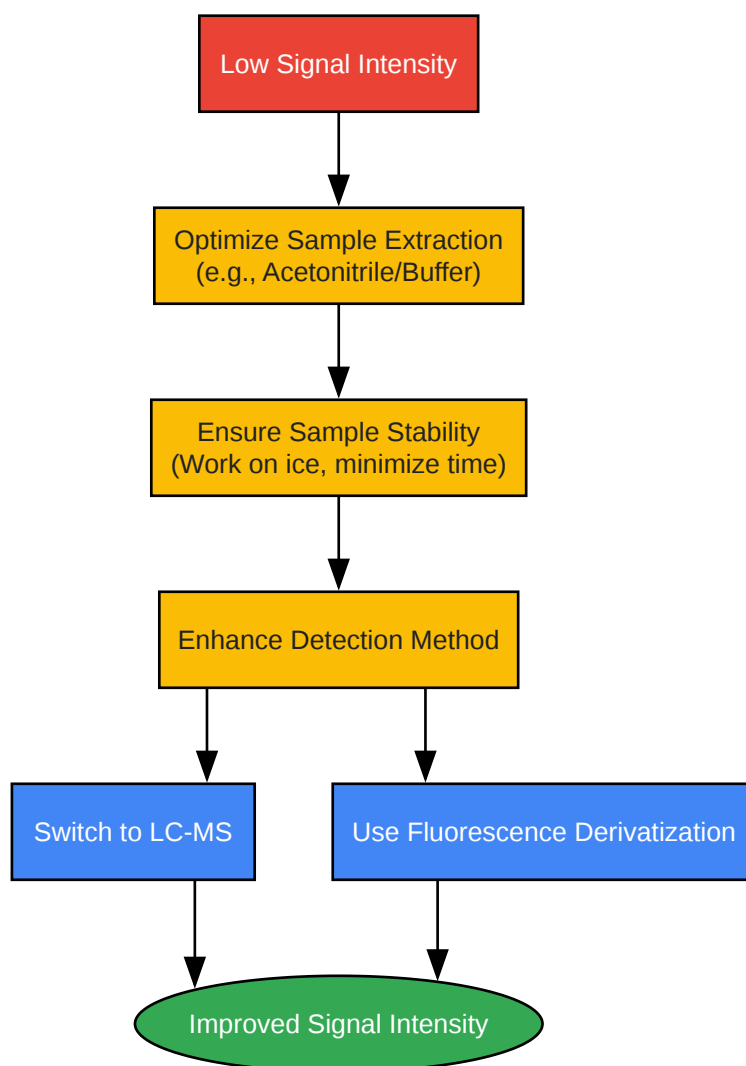 Low Signal Intensity
Optimize Sample Extraction
(e.g., Acetonitrile/Buffer)
Ensure Sample Stability
(Work on ice, minimize time)
Enhance Detection Method
Switch to LC-MS
Use Fluorescence Derivatization
Improved Signal Intensity